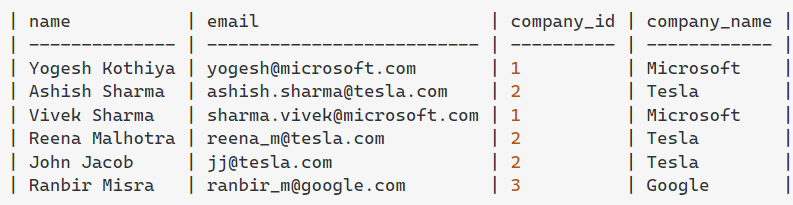 | name | email | company_id | company_name |
| -------------- | -------------------------- | ---------- | ------------ |
| Yogesh Kothiya | yogesh@microsoft.com | 1 | Microsoft |
| Ashish Sharma | ashish.sharma@tesla.com | 2 | Tesla |
| Vivek Sharma | sharma.vivek@microsoft.com | 1 | Microsoft |
| Reena Malhotra | reena_m@tesla.com | 2 | Tesla |
| John Jacob | jj@tesla.com | 2 | Tesla |
| Ranbir Misra | ranbir_m@google.com | 3 | Google |